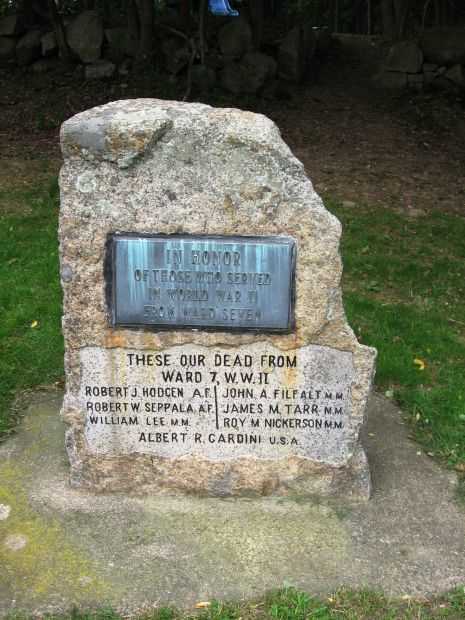 IN HONOR
OF THOSE WHO SERVED
IN WORLD WAR II
FROM WARD SEVEN
THESE OUR DEAD FROM
WARD 7, W.W.II
ROBERT J. HODGEN A.F. JOHN A. FILFALT M.M.
ROBERT W. SEPPALA A.F. JAMES M. TARR M.M.
WILLIAM LEE M.M. ROY M NICKERSON M.M.
ALBERT R. CARDINI U.S.A.